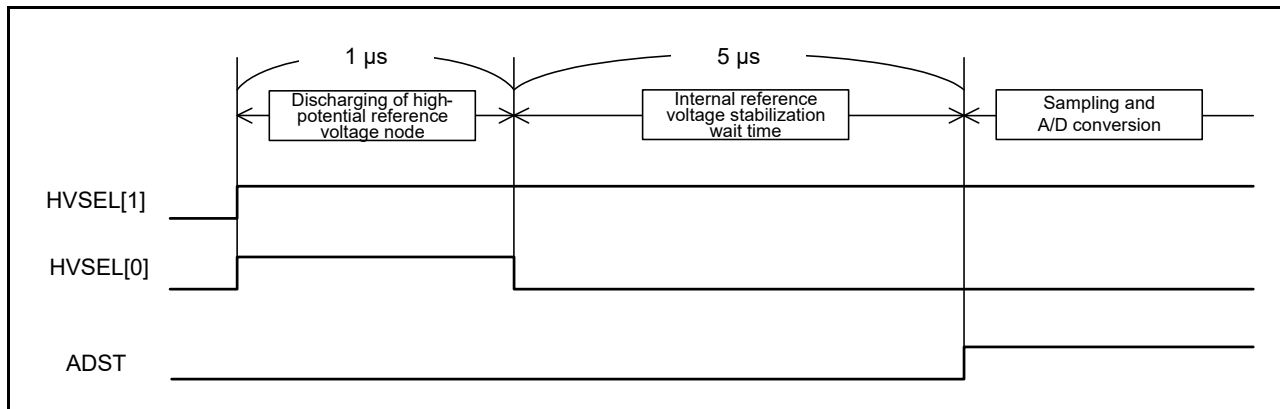 1 µs
5 µs
Discharging of high-
potential reference
voltage node
Internal reference
voltage stabilization
wait time
Sampling and
A/D conversion
HVSEL[1]
HVSEL[0]
ADST